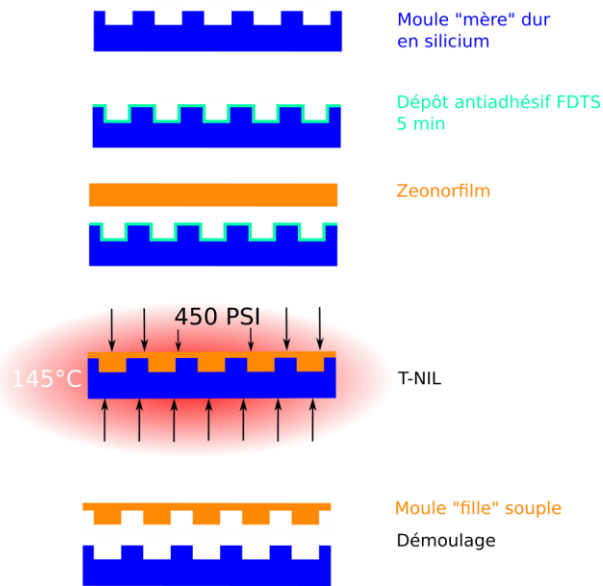 Moule "mère" dur
en silicium
Dépôt antiadhésif FDTS
5 min
Zeonorfilm
450 PSI
145°C
T-NIL
Moule "fille" souple
Démoulage